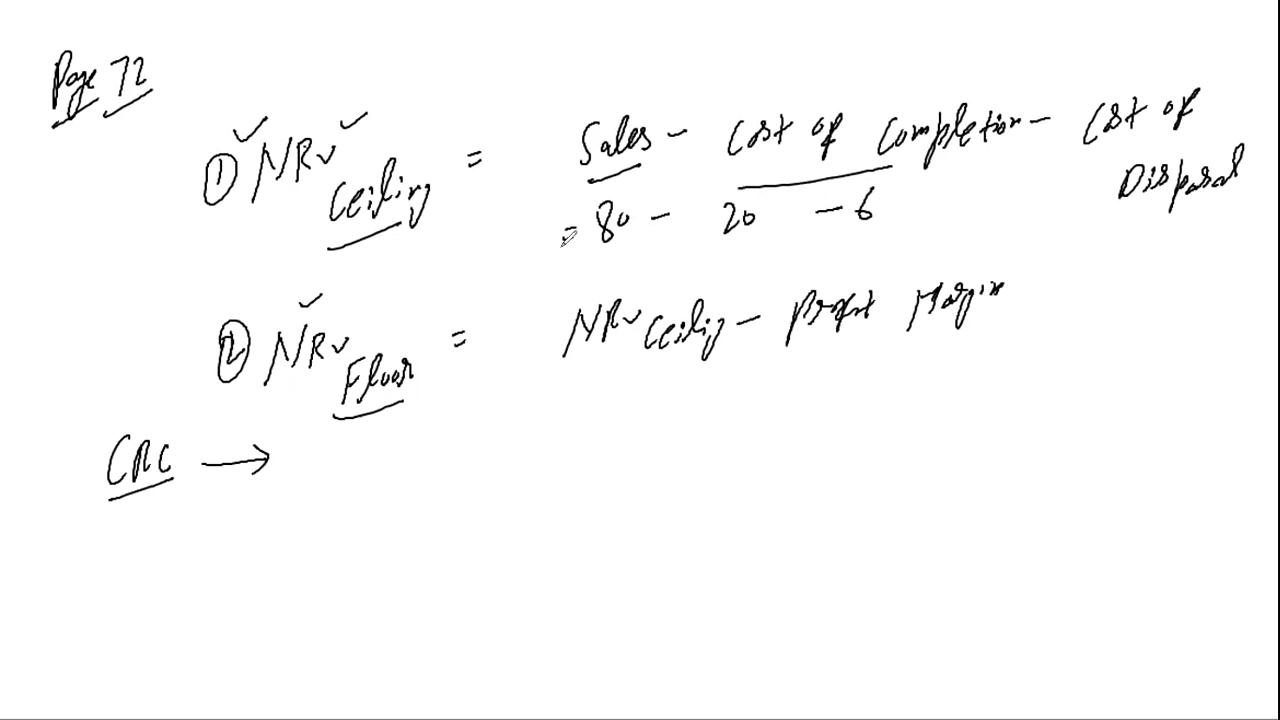 Page 72
① NRV Ceiling = Sales - Cost of Completion - Cost of Disposal
= 80 - 20 - 6
② NRV Floor = NRV Ceiling - Profit Margin
CRC →